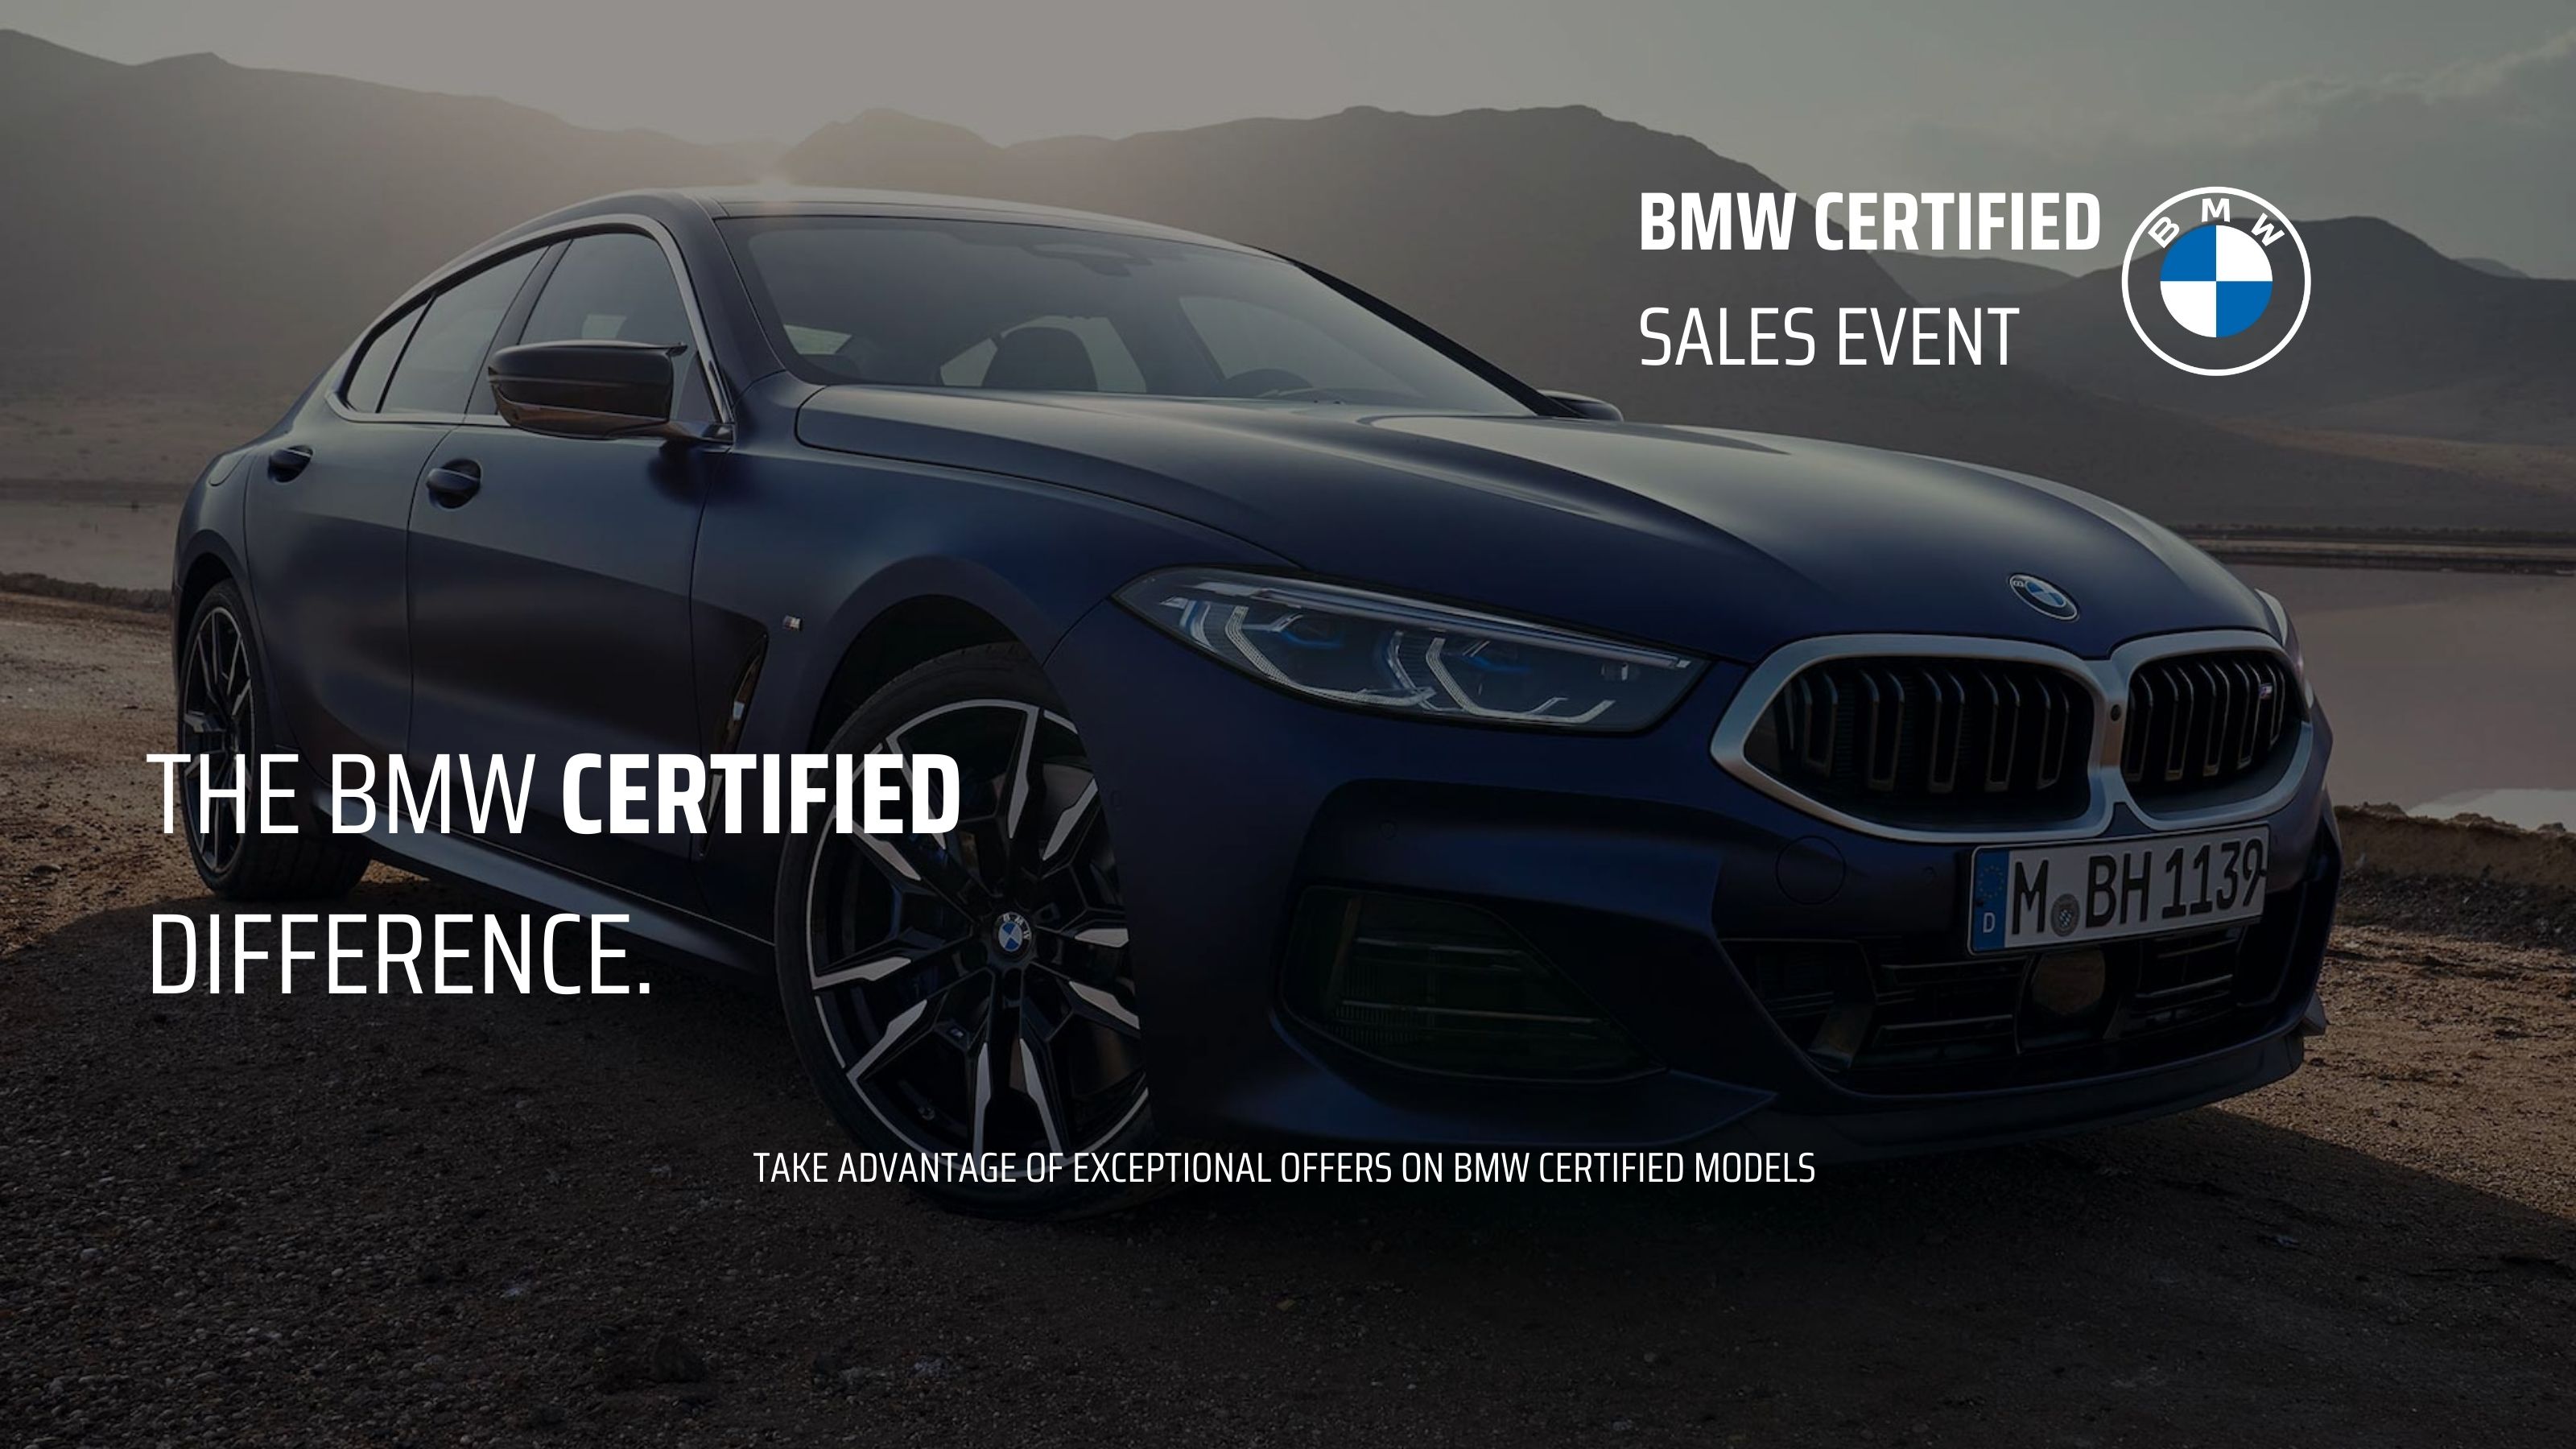 BMW CERTIFIED
SALES EVENT
BMW
THE BMW CERTIFIED
DIFFERENCE.
D M BH 1139
TAKE ADVANTAGE OF EXCEPTIONAL OFFERS ON BMW CERTIFIED MODELS